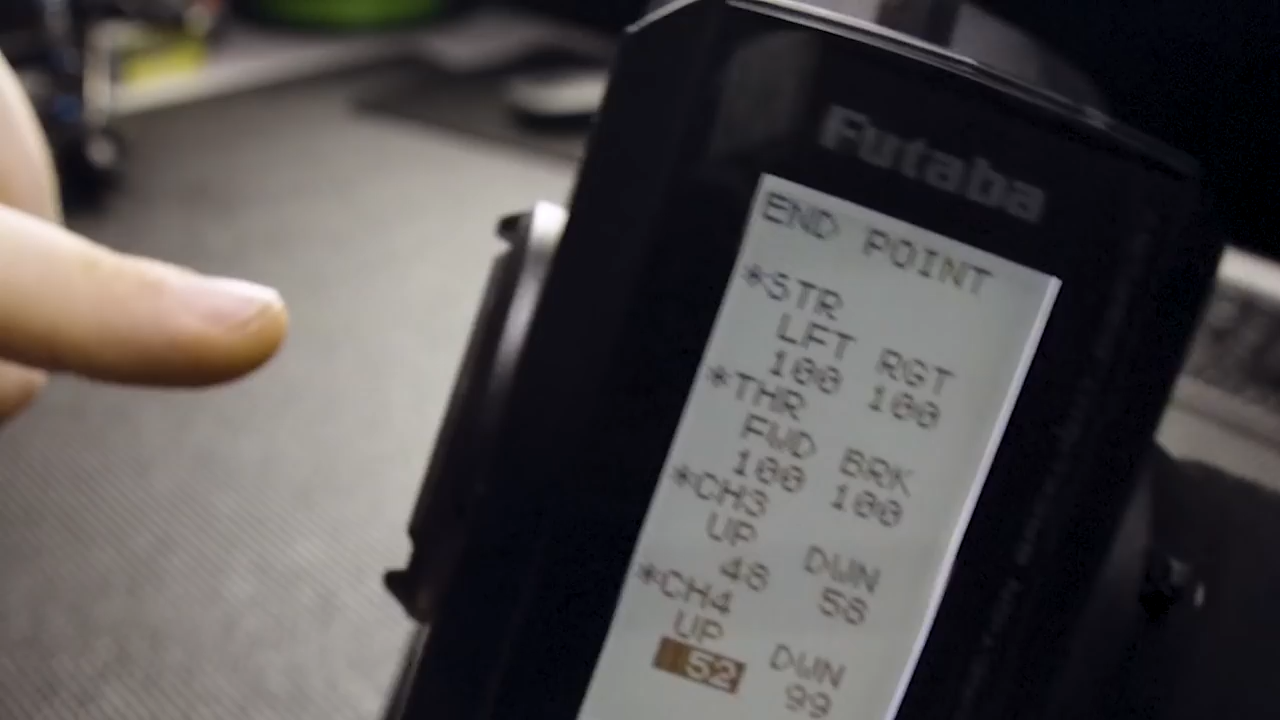 Futaba
END POINT
*STR
LFT RGT
100 100
*THR
FWD BRK
100 100
*CH3
UP DWN
48 58
*CH4
UP DWN
52 99